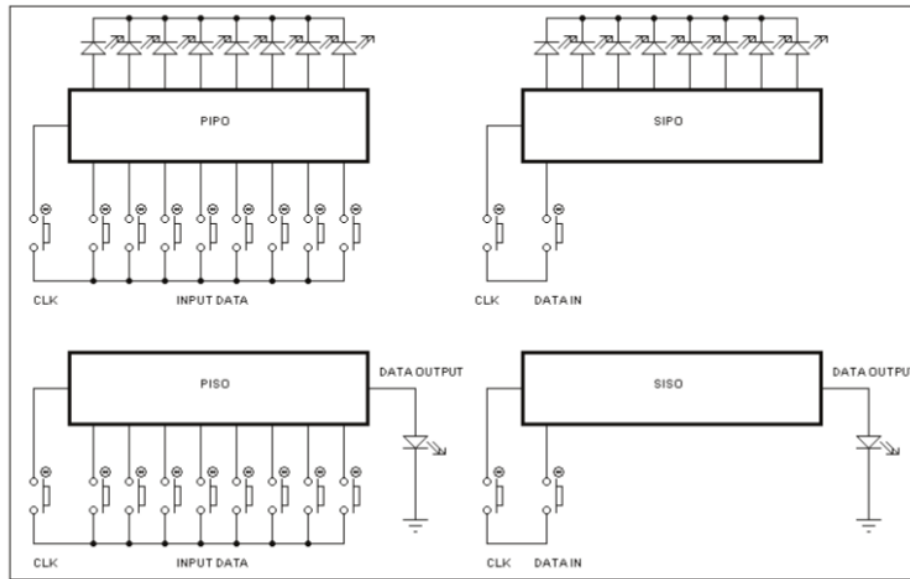 PIPO
SIPO
CLK INPUT DATA
CLK DATA IN
PISO
DATA OUTPUT
SISO
DATA OUTPUT
CLK INPUT DATA
CLK DATA IN